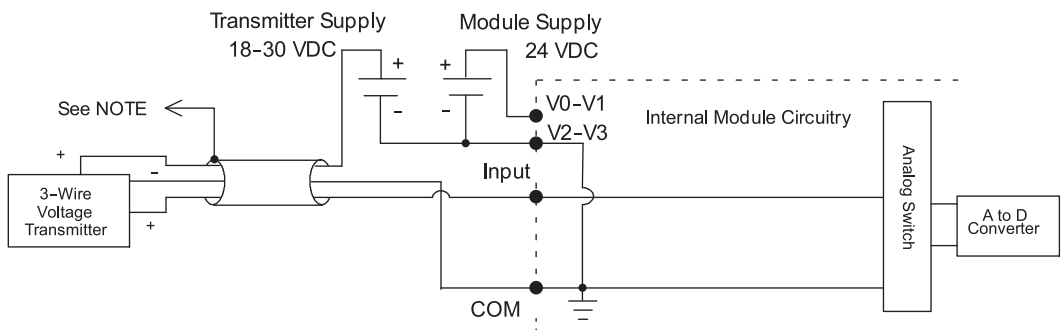 Transmitter Supply
18-30 VDC
Module Supply
24 VDC
+
-
+
-
See NOTE
V0-V1
V2-V3
Internal Module Circuitry
+
-
+
3-Wire
Voltage
Transmitter
Input
Analog Switch
A to D
Converter
COM